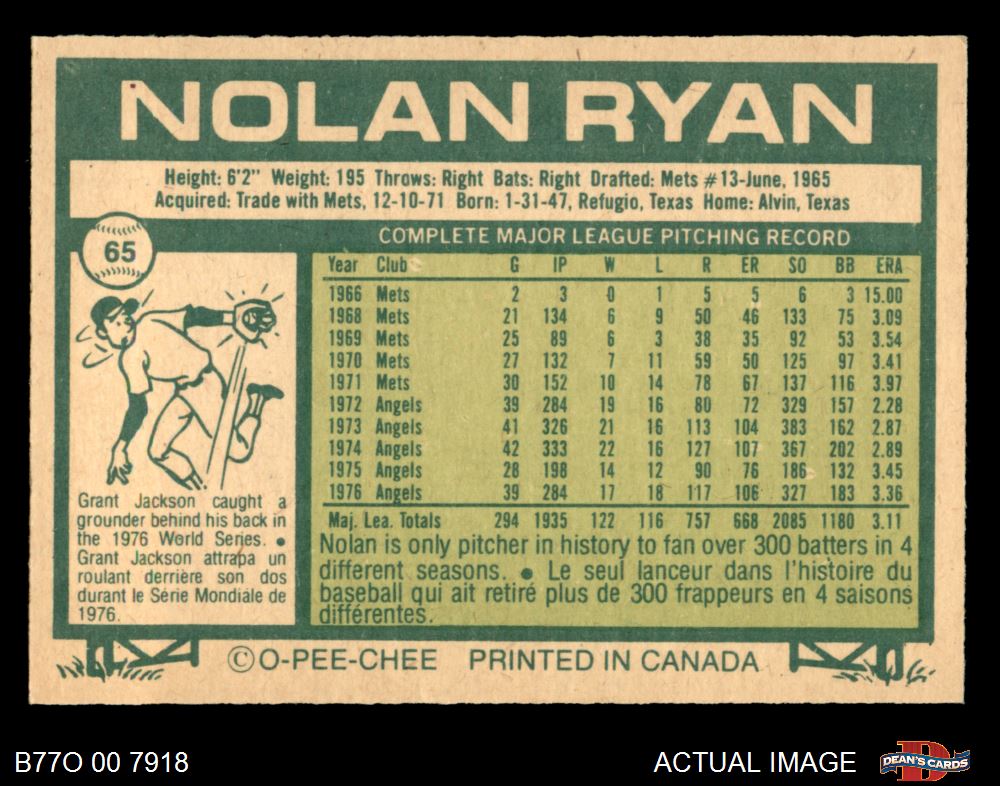 NOLAN RYAN
Height: 6'2" Weight: 195 Throws: Right Bats: Right Drafted: Mets #13-June, 1965
Acquired: Trade with Mets, 12-10-71 Born: 1-31-47, Refugio, Texas Home: Alvin, Texas
65
COMPLETE MAJOR LEAGUE PITCHING RECORD
Year Club G IP W L R ER SO BB ERA
1966 Mets 2 3 0 1 5 5 6 3 15.00
1968 Mets 21 134 6 9 50 46 133 75 3.09
1969 Mets 25 89 6 3 38 35 92 53 3.54
1970 Mets 27 132 7 11 59 50 125 97 3.41
1971 Mets 30 152 10 14 78 67 137 116 3.97
1972 Angels 39 284 19 16 80 72 329 157 2.28
1973 Angels 41 326 21 16 113 104 383 162 2.87
1974 Angels 42 333 22 16 127 107 367 202 2.89
1975 Angels 28 198 14 12 90 76 186 132 3.45
1976 Angels 39 284 17 18 117 106 327 183 3.36
Maj. Lea. Totals 294 1935 122 116 757 668 2085 1180 3.11
Nolan is only pitcher in history to fan over 300 batters in 4
different seasons. ● Le seul lanceur dans l'histoire du
baseball qui ait retiré plus de 300 frappeurs en 4 saisons
différentes.
Grant Jackson caught a
grounder behind his back in
the 1976 World Series. ●
Grant Jackson attrapa un
roulant derrière son dos
durant le Série Mondiale de
1976.
© O-PEE-CHEE PRINTED IN CANADA
B77O 00 7918
ACTUAL IMAGE
D
DEAN'S CARDS